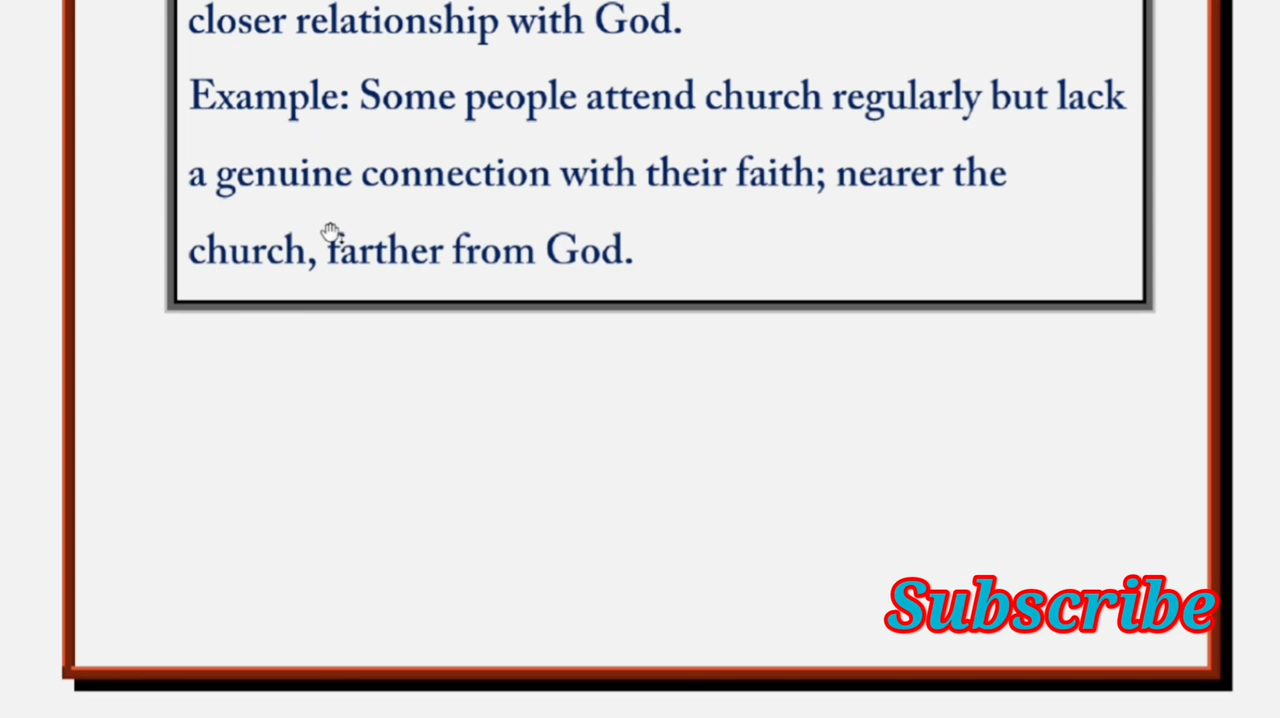 closer relationship with God.
Example: Some people attend church regularly but lack
a genuine connection with their faith; nearer the
church, farther from God.
Subscribe